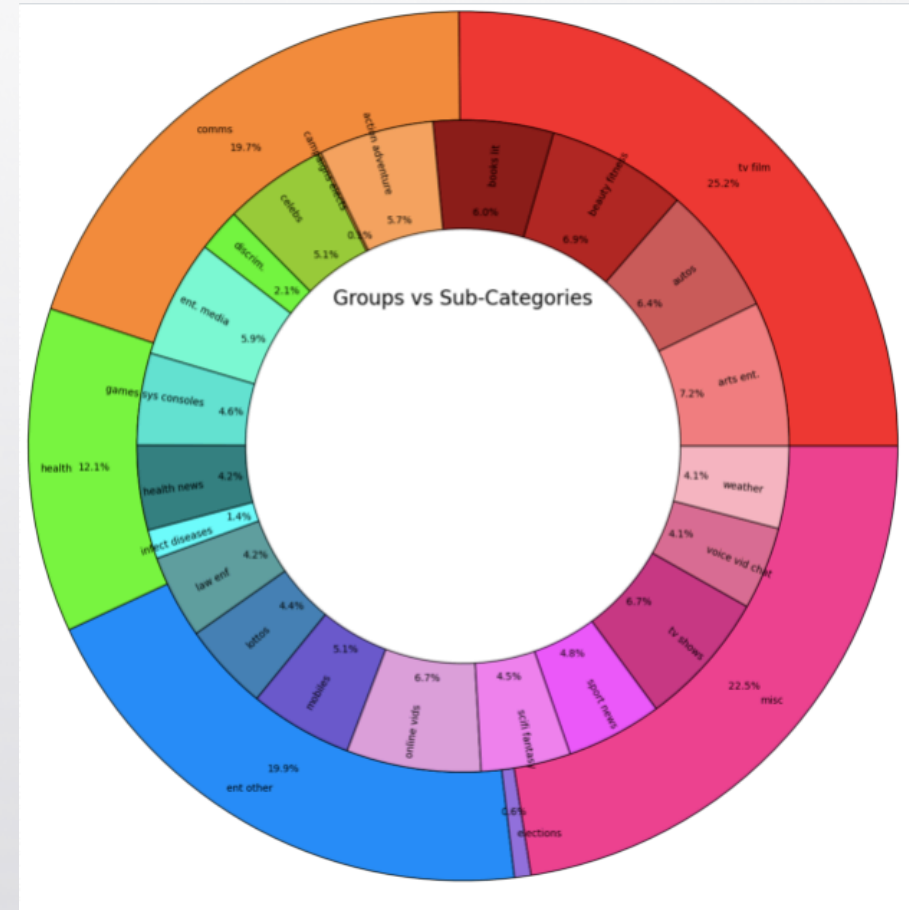 Groups vs Sub-Categories
tv film
25.2%
comms
19.7%
health 12.1%
ent other
19.9%
elections
0.6%
misc
22.5%
arts ent.
7.2%
autos
6.4%
beauty fitness
6.9%
books lit
6.0%
action adventure
5.7%
campaigns elects
0.1%
celebs
5.1%
discrim.
2.1%
ent. media
5.9%
games sys consoles
4.6%
health news
4.2%
infect diseases
1.4%
law enf
4.2%
lottos
4.4%
mobiles
5.1%
online vids
6.7%
scifi fantasy
4.5%
sport news
4.8%
tv shows
6.7%
voice vid chat
4.1%
weather
4.1%